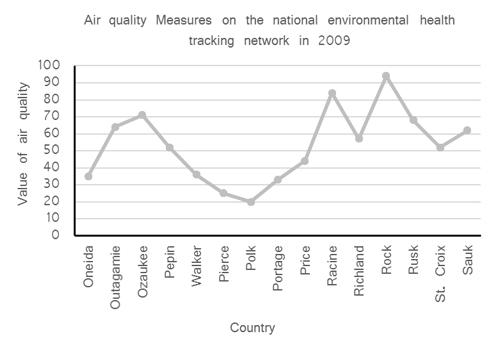 Air quality Measures on the national environmental health
tracking network in 2009
Value of air quality
100
90
80
70
60
50
40
30
20
10
0
Oneida
Outagamie
Ozaukee
Pepin
Walker
Pierce
Polk
Portage
Price
Racine
Richland
Rock
Rusk
St. Croix
Sauk
Country